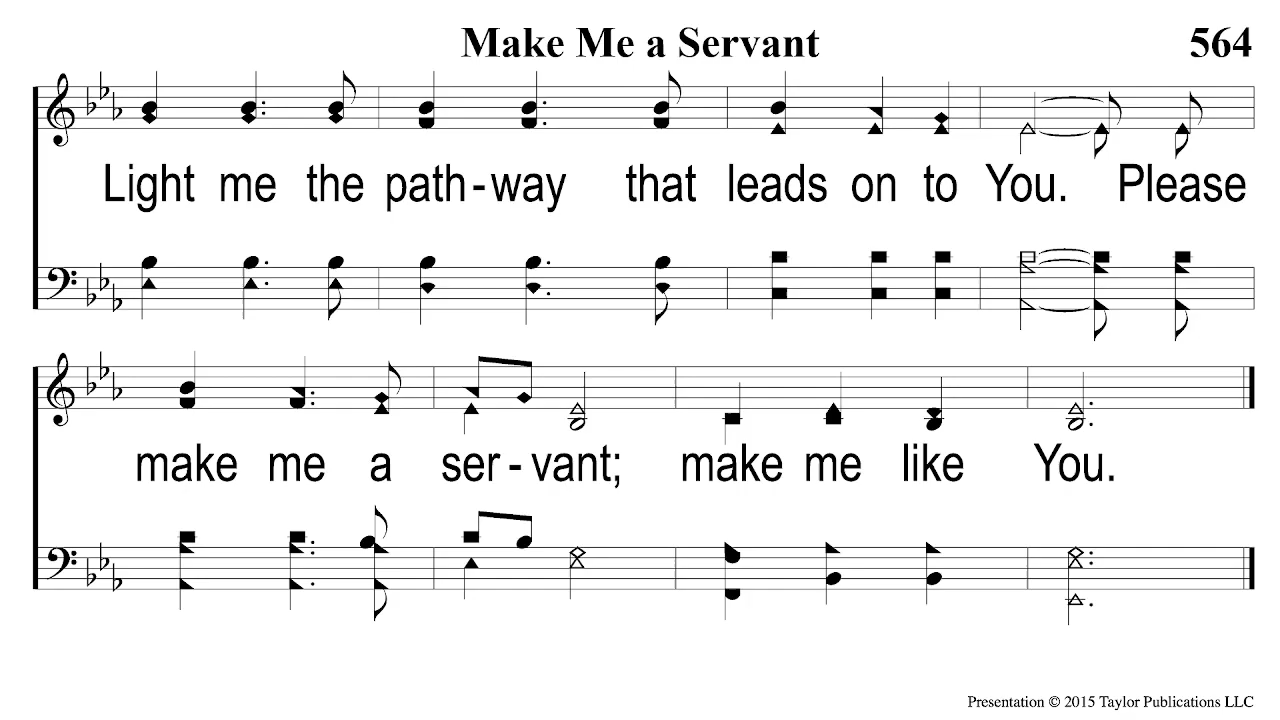 Make Me a Servant 564
Light me the path-way that leads on to You. Please
make me a ser-vant; make me like You.
Presentation © 2015 Taylor Publications LLC